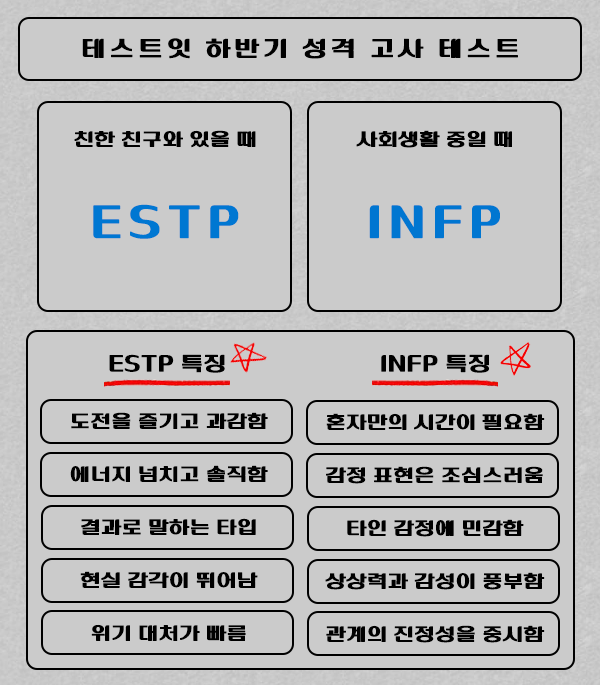 테스트잇 하반기 성격 고사 테스트
친한 친구와 있을 때
ESTP
사회생활 중일 때
INFP
ESTP 특징
도전을 즐기고 과감함
에너지 넘치고 솔직함
결과로 말하는 타입
현실 감각이 뛰어남
위기 대처가 빠름
INFP 특징
혼자만의 시간이 필요함
감정 표현은 조심스러움
타인 감정에 민감함
상상력과 감성이 풍부함
관계의 진정성을 중시함